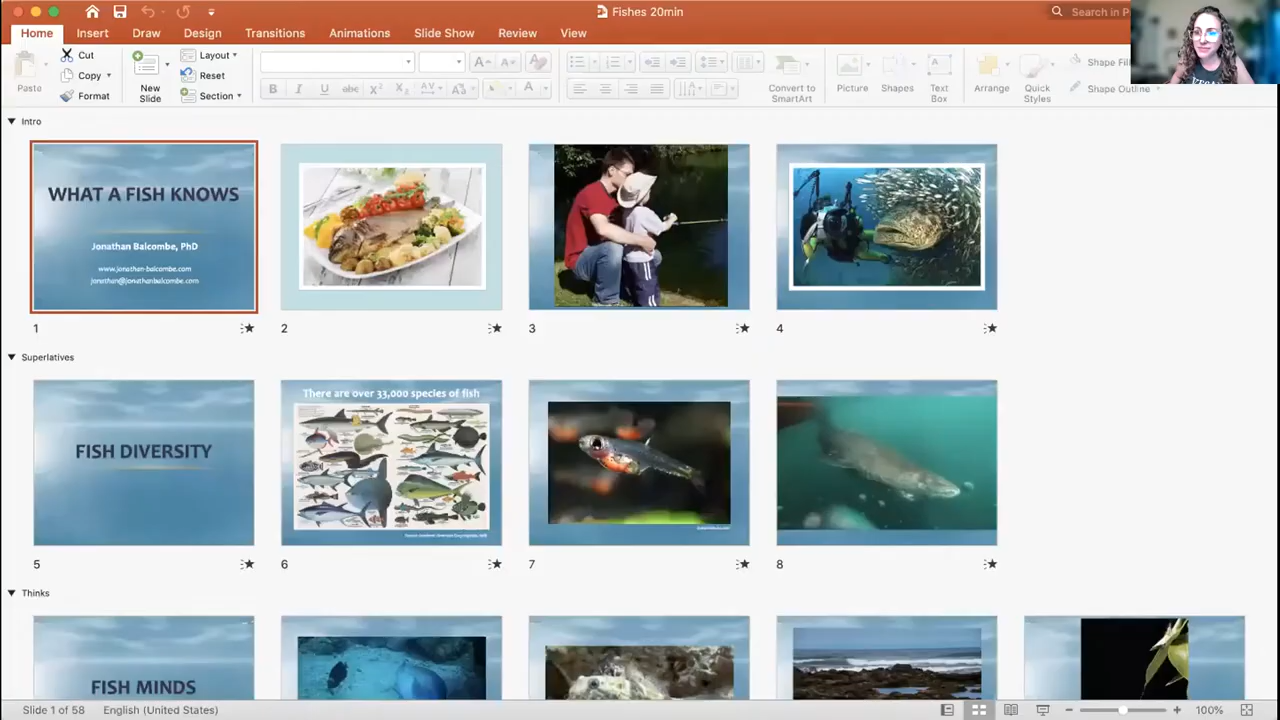 Fishes 20min
Search in P
Home Insert Draw Design Transitions Animations Slide Show Review View
Paste
Cut
Copy
Format
New
Slide
Layout
Reset
Section
Convert to
SmartArt
Picture
Shapes
Text
Box
Arrange
Quick
Styles
Shape Fill
Shape Outline
Intro
WHAT A FISH KNOWS
Jonathan Balcombe, PhD
www.jonathan-balcombe.com
jonathan@jonathanbalcombe.com
1
2
3
4
Superlatives
FISH DIVERSITY
There are over 33,000 species of fish
5
6
7
8
Thinks
FISH MINDS
Slide 1 of 58 English (United States)
100%